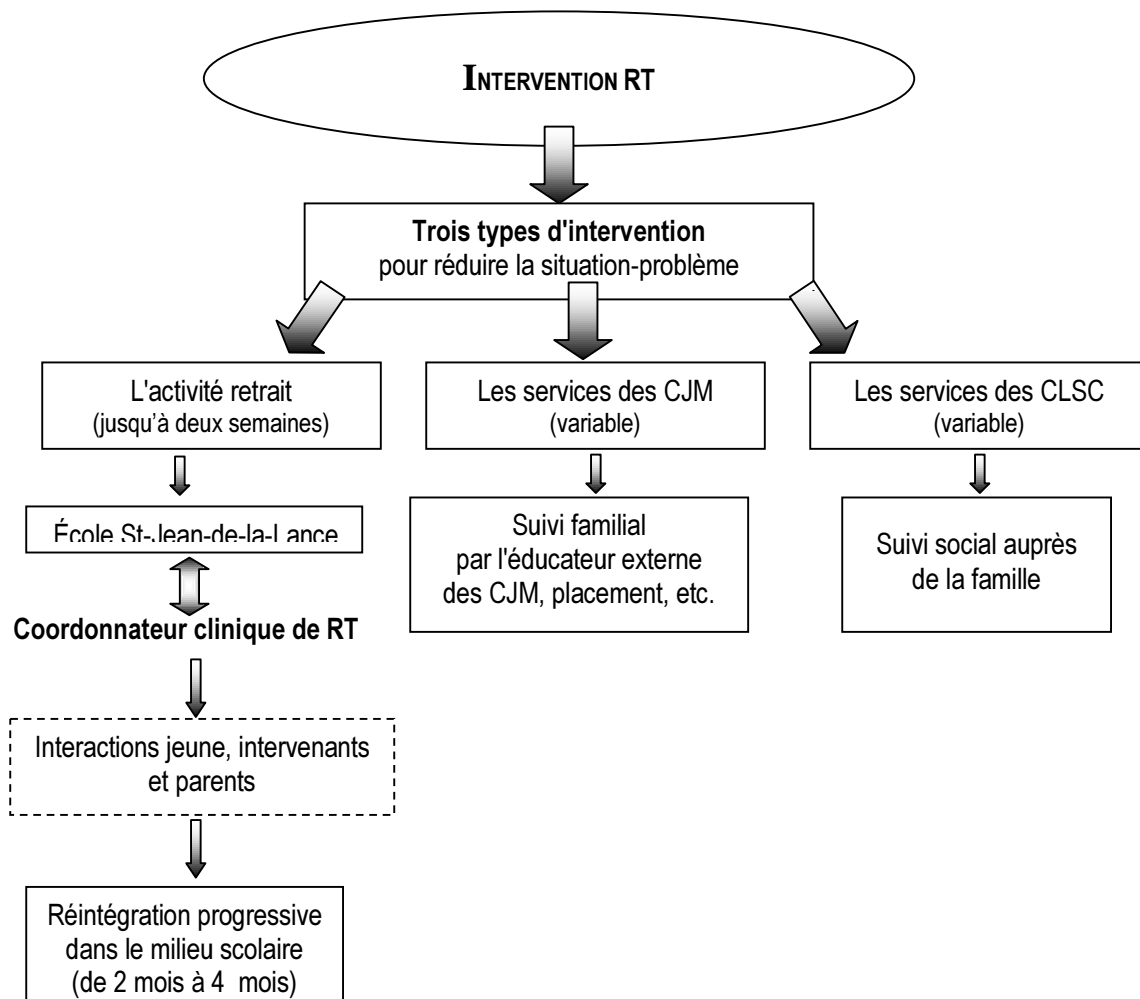 INTERVENTION RT
Trois types d'intervention
pour réduire la situation-problème
L'activité retrait
(jusqu'à deux semaines)
Les services des CJM
(variable)
Les services des CLSC
(variable)
École St-Jean-de-la-Lance
Suivi familial
par l'éducateur externe
des CJM, placement, etc.
Suivi social auprès
de la famille
Coordonnateur clinique de RT
Interactions jeune, intervenants
et parents
Réintégration progressive
dans le milieu scolaire
(de 2 mois à 4 mois)